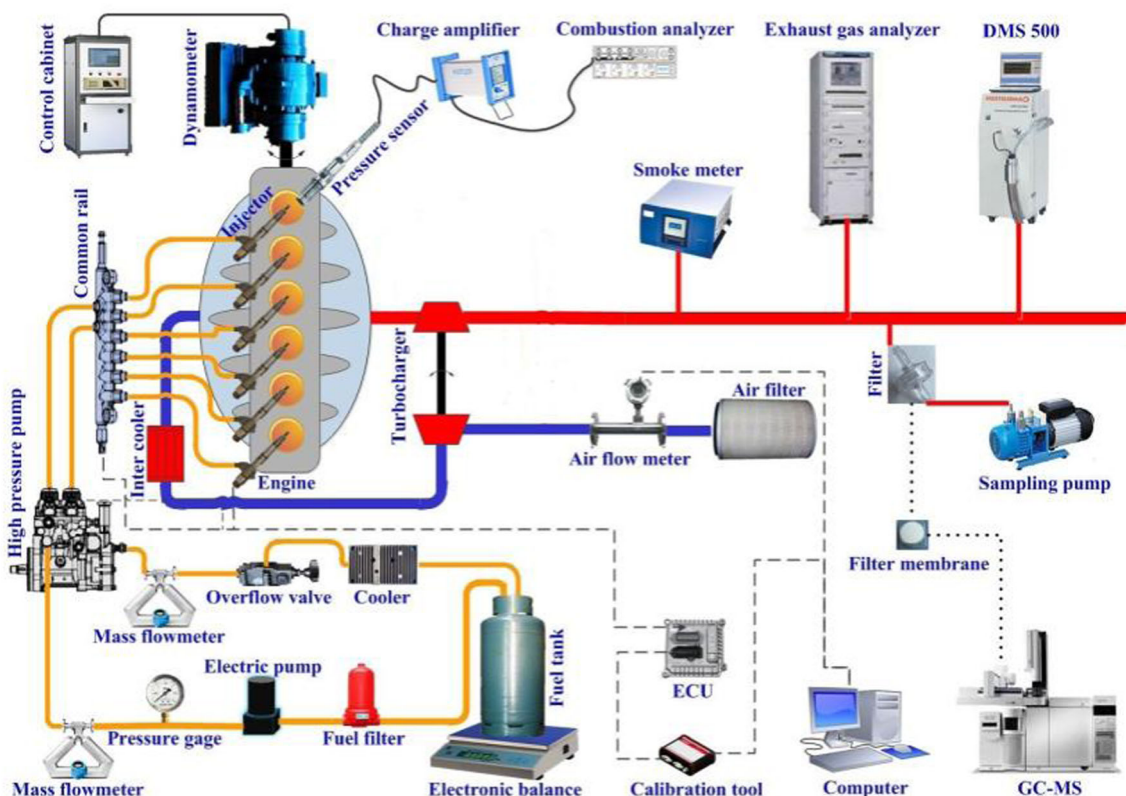 Charge amplifier
Combustion analyzer
Exhaust gas analyzer
DMS 500
Control cabinet
Dynamometer
Pressure sensor
Smoke meter
Injector
Common rail
Turbocharger
Filter
Air filter
Inter cooler
Air flow meter
Engine
Sampling pump
High pressure pump
Filter membrane
Overflow valve
Cooler
Mass flowmeter
Fuel tank
Electric pump
ECU
Pressure gage
Fuel filter
Mass flowmeter
Electronic balance
Calibration tool
Computer
GC-MS